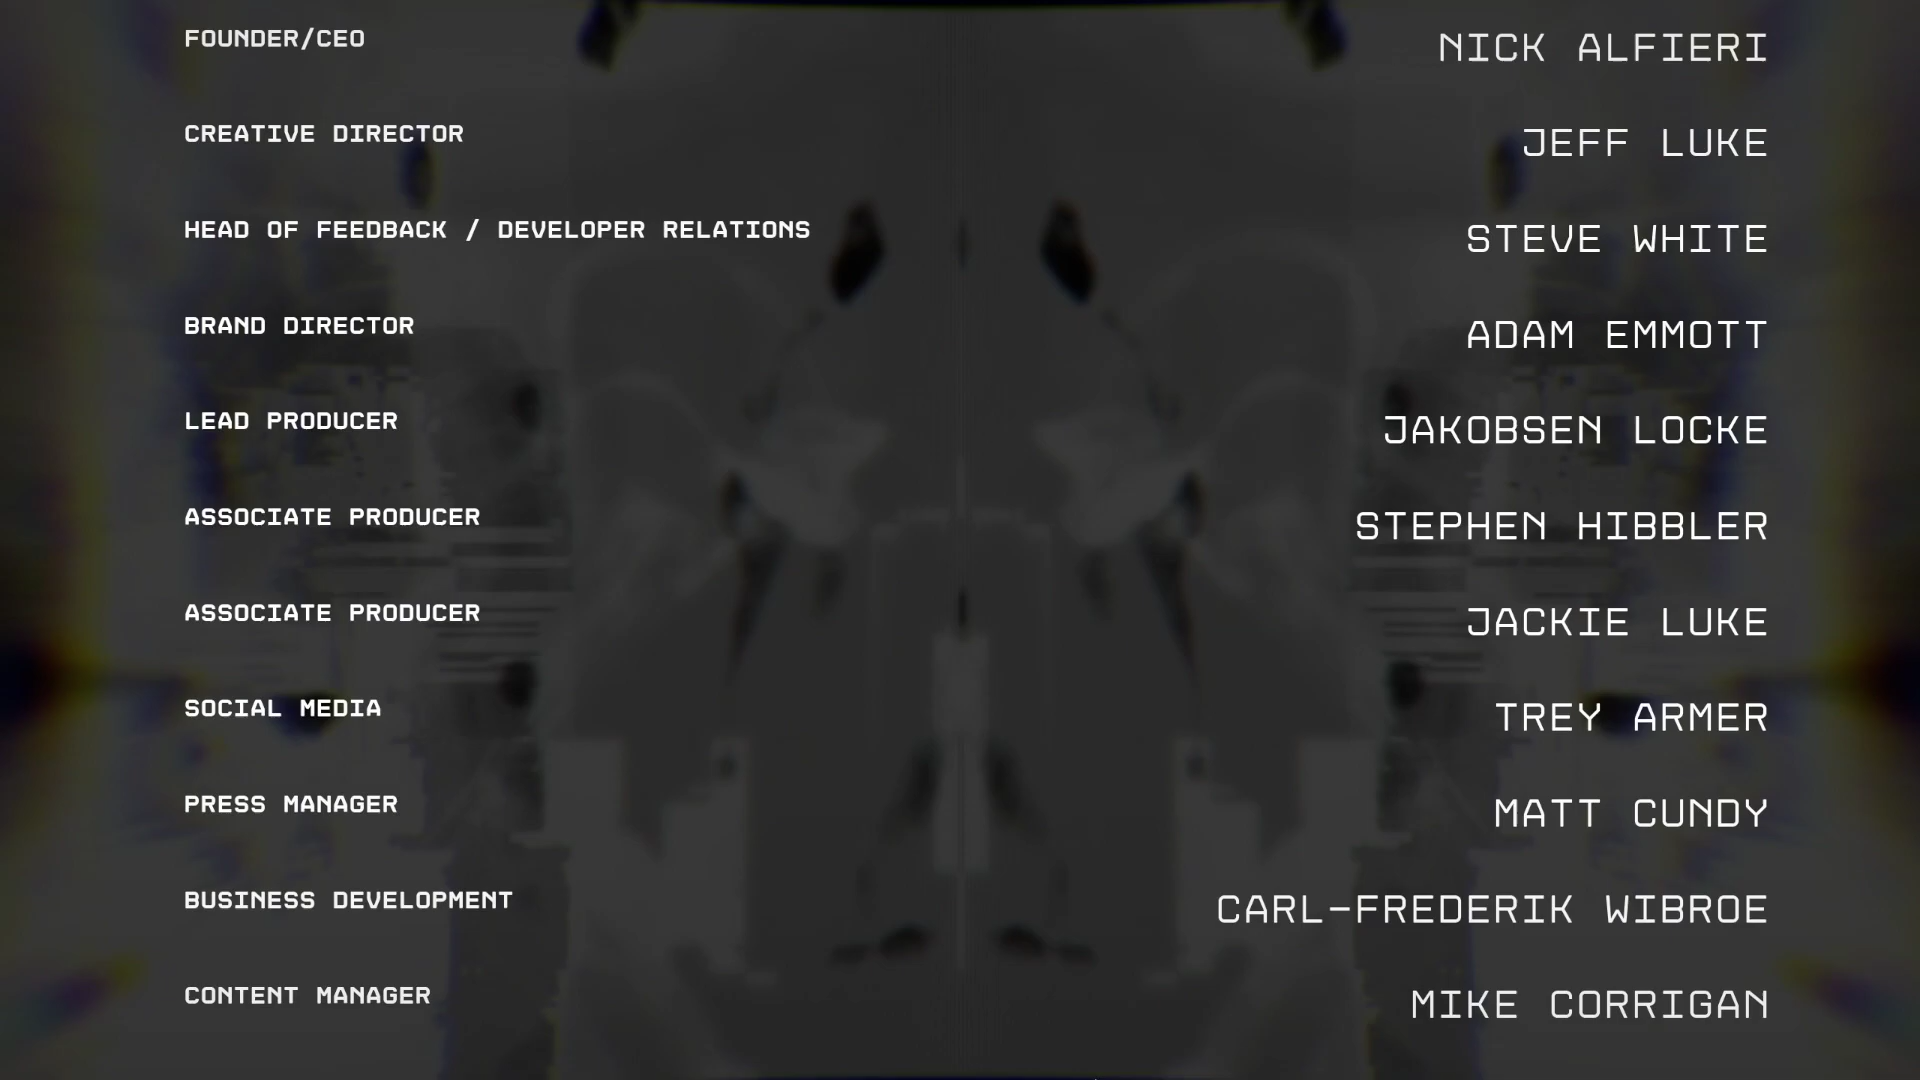 FOUNDER/CEO NICK ALFIERI
CREATIVE DIRECTOR JEFF LUKE
HEAD OF FEEDBACK / DEVELOPER RELATIONS STEVE WHITE
BRAND DIRECTOR ADAM EMMOTT
LEAD PRODUCER JAKOBSEN LOCKE
ASSOCIATE PRODUCER STEPHEN HIBBLER
ASSOCIATE PRODUCER JACKIE LUKE
SOCIAL MEDIA TREY ARMER
PRESS MANAGER MATT CUNDY
BUSINESS DEVELOPMENT CARL-FREDERIK WIBROE
CONTENT MANAGER MIKE CORRIGAN